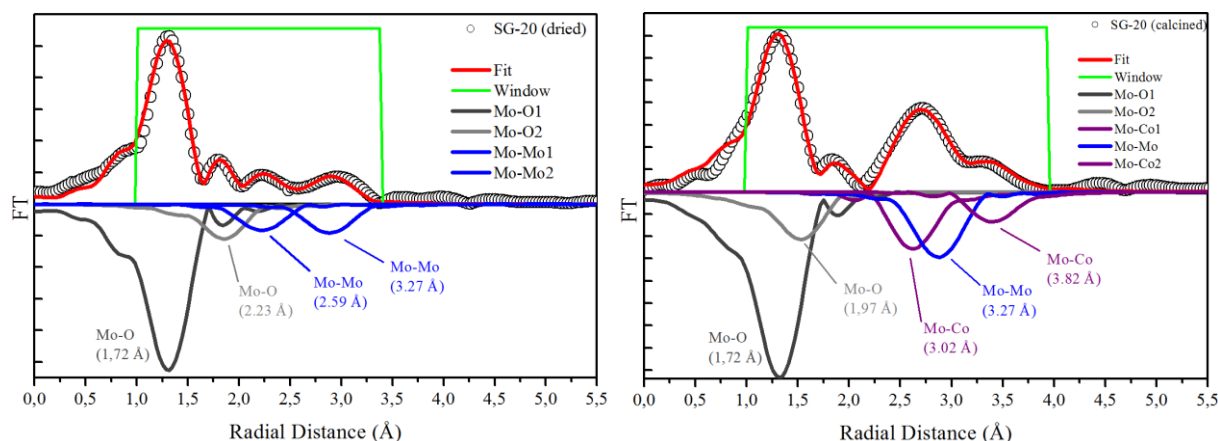 SG-20 (dried)
Fit
Window
Mo-O1
Mo-O2
Mo-Mo1
Mo-Mo2
FT
Mo-O
(1,72 Å)
Mo-O
(2.23 Å)
Mo-Mo
(2.59 Å)
Mo-Mo
(3.27 Å)
0,0 0,5 1,0 1,5 2,0 2,5 3,0 3,5 4,0 4,5 5,0 5,5
Radial Distance (Å)
SG-20 (calcined)
Fit
Window
Mo-O1
Mo-O2
Mo-Co1
Mo-Mo
Mo-Co2
FT
Mo-O
(1,72 Å)
Mo-O
(1,97 Å)
Mo-Co
(3.02 Å)
Mo-Mo
(3.27 Å)
Mo-Co
(3.82 Å)
0,0 0,5 1,0 1,5 2,0 2,5 3,0 3,5 4,0 4,5 5,0 5,5
Radial Distance (Å)